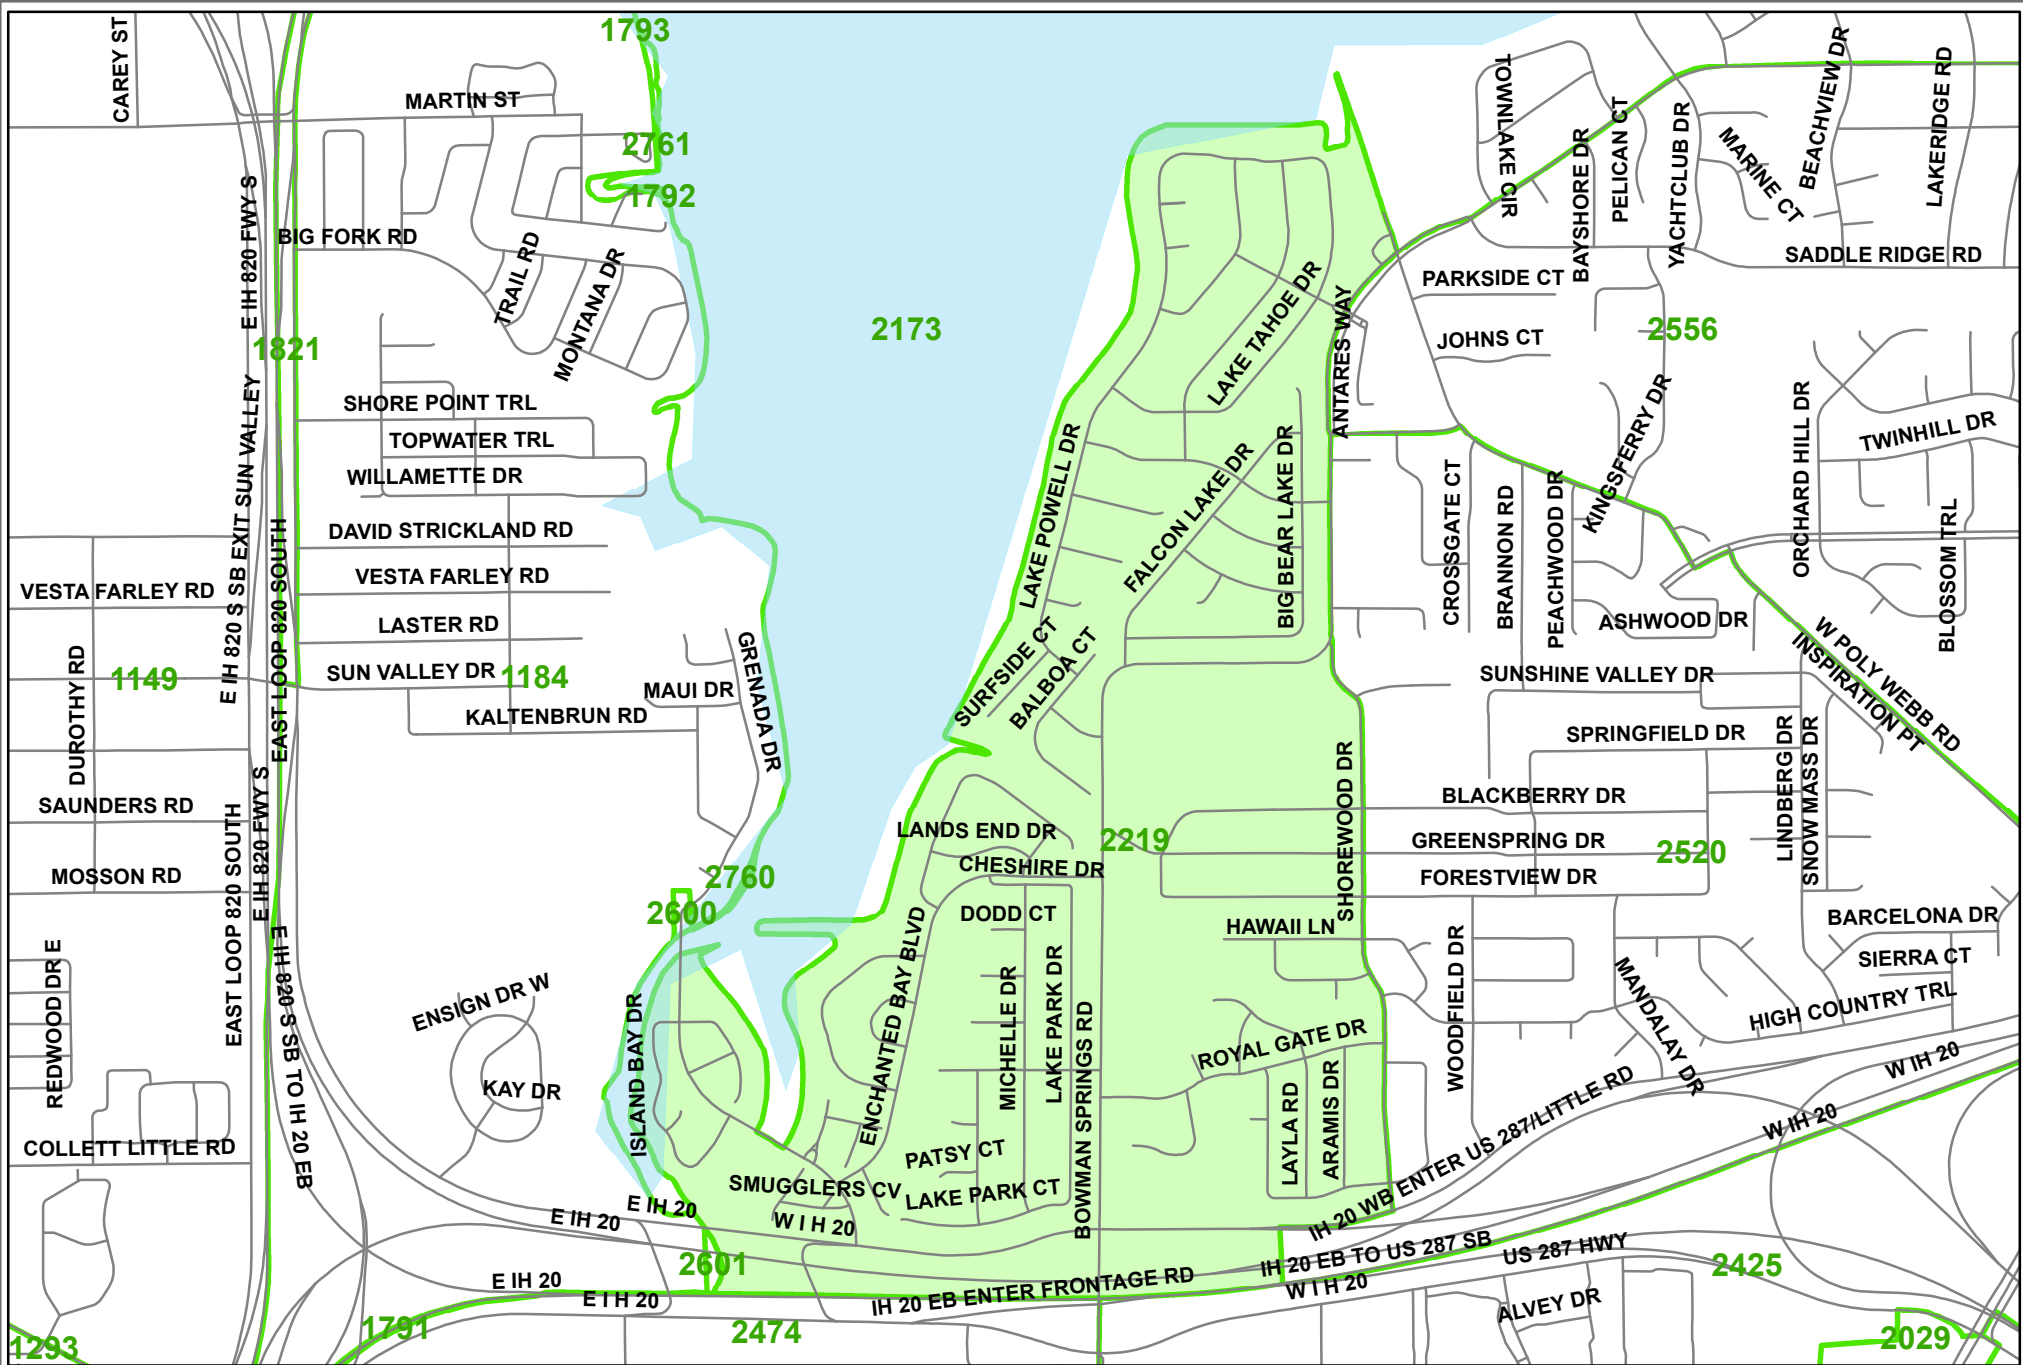 1793
CAREY ST
MARTIN ST
2761
1792
E IH 820 FWY S
BIG FORK RD
TRAIL RD
MONTANA DR
1821
2173
TOWNLAKE CIR
BAYSHORE DR
PELICAN CT
YACHTCLUB DR
MARINE CT
BEACHVIEW DR
LAKERIDGE RD
SADDLE RIDGE RD
PARKSIDE CT
JOHNS CT
2556
ANTARES WAY
LAKE TAHOE DR
SHORE POINT TRL
TOPWATER TRL
WILLAMETTE DR
DAVID STRICKLAND RD
VESTA FARLEY RD
LASTER RD
SUN VALLEY DR
1184
KALTENBRUN RD
MAUI DR
GRENADA DR
E IH 820 S SB EXIT SUN VALLEY
EAST LOOP 820 SOUTH
VESTA FARLEY RD
DUROTHY RD
1149
SAUNDERS RD
MOSSON RD
EAST LOOP 820 SOUTH
E IH 820 FWY S
LAKE POWELL DR
FALCON LAKE DR
BIG BEAR LAKE DR
SURFSIDE CT
BALBOA CT
CROSSGATE CT
BRANNON RD
PEACHWOOD DR
KINGSFERRY DR
ORCHARD HILL DR
TWINHILL DR
BLOSSOM TRL
ASHWOOD DR
W POLY WEBB RD
INSPIRATION PT
SUNSHINE VALLEY DR
SPRINGFIELD DR
LINDBERG DR
SNOW MASS DR
SHOREWOOD DR
BLACKBERRY DR
GREENSPRING DR
2520
FORESTVIEW DR
LANDS END DR
2219
CHESHIRE DR
2760
2600
DODD CT
HAWAII LN
BARCELONA DR
SIERRA CT
HIGH COUNTRY TRL
MANDALAY DR
WOODFIELD DR
ENCHANTED BAY BLVD
MICHELLE DR
LAKE PARK DR
BOWMAN SPRINGS RD
ROYAL GATE DR
LAYLA RD
ARAMIS DR
REDWOOD DR E
E IH 820 S SB TO IH 20 EB
ENSIGN DR W
KAY DR
ISLAND BAY DR
COLLETT LITTLE RD
PATSY CT
SMUGGLERS CV
LAKE PARK CT
E IH 20
E IH 20
W I H 20
IH 20 WB ENTER US 287/LITTLE RD
W IH 20
W IH 20
2601
IH 20 EB TO US 287 SB
US 287 HWY
2425
E IH 20
E I H 20
IH 20 EB ENTER FRONTAGE RD
W I H 20
ALVEY DR
1293
1791
2474
2029